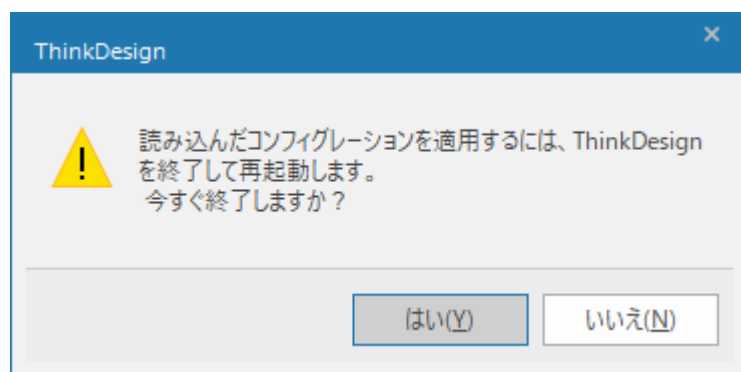 ThinkDesign
読み込んだコンフィグレーションを適用するには、ThinkDesign
を終了して再起動します。
今すぐ終了しますか？
はい(Y)
いいえ(N)